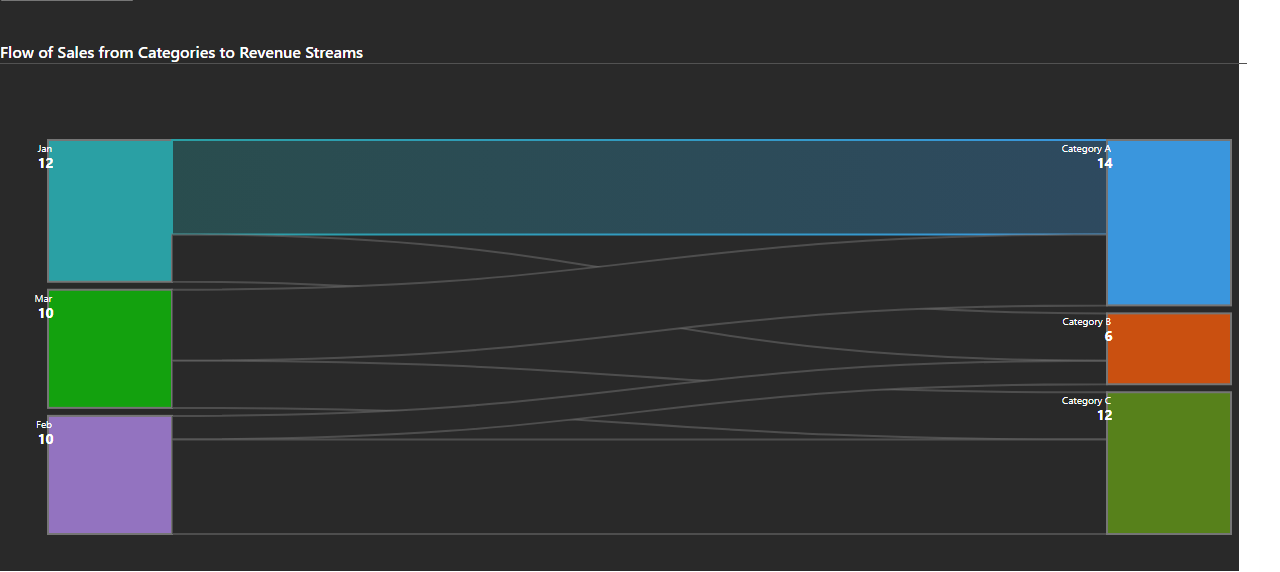 Flow of Sales from Categories to Revenue Streams
Jan
12
Category A
14
Mar
10
Category B
6
Category C
12
Feb
10